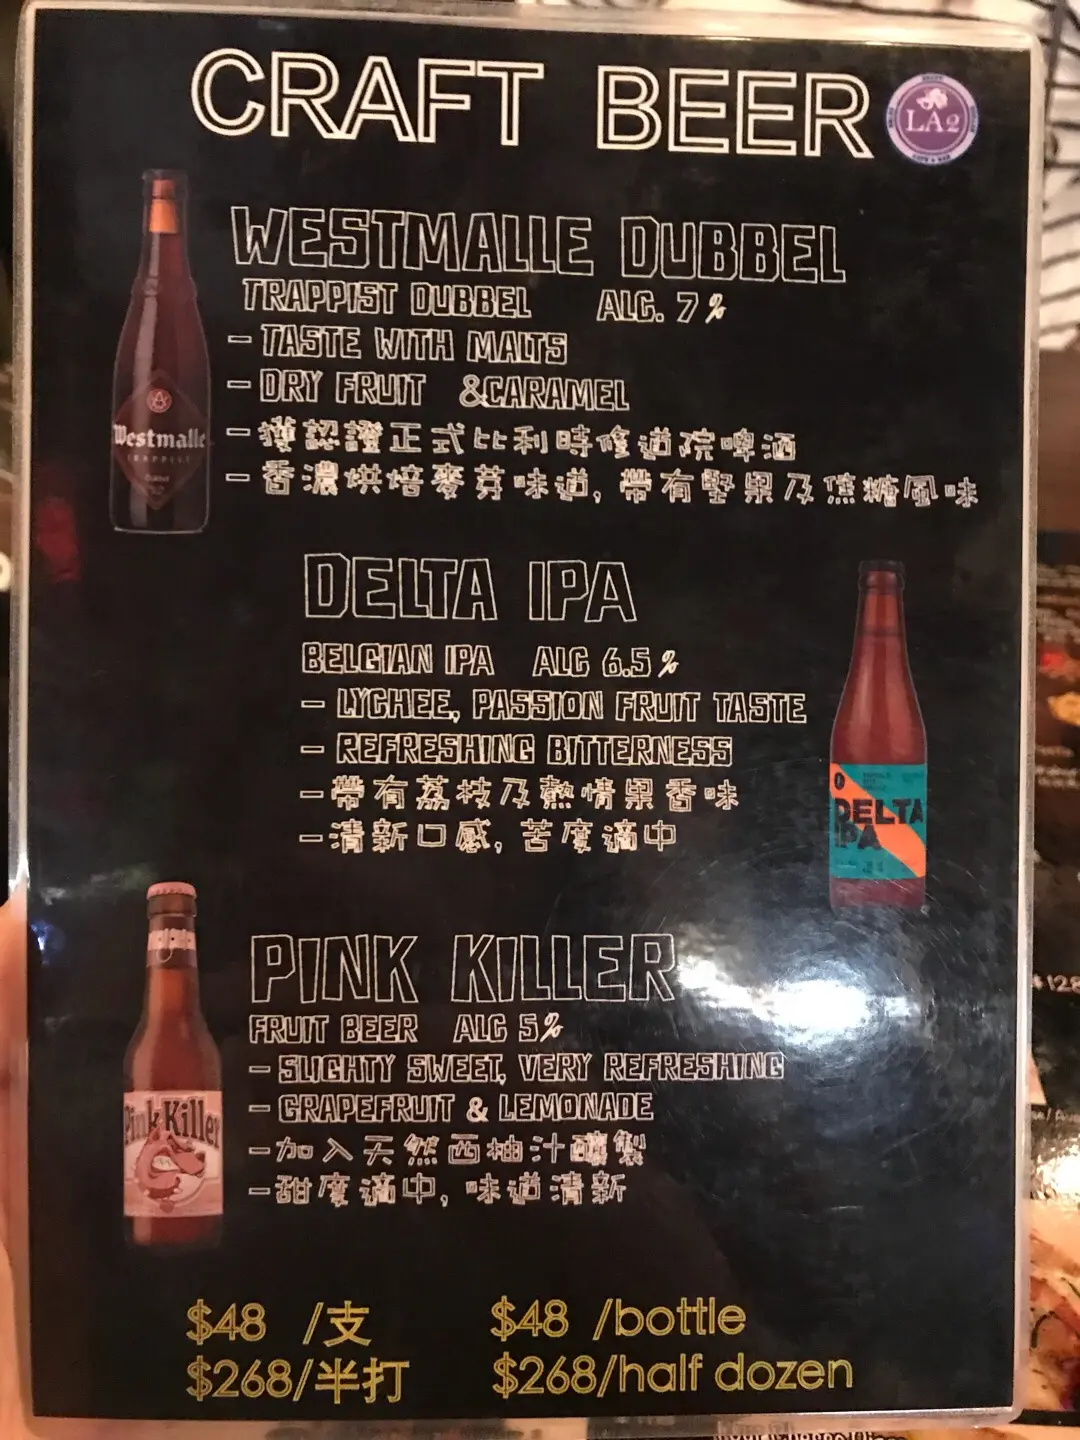 CRAFT BEER
LA2
WESTMALLE DUBBEL
TRAPPIST DUBBEL ALG. 7%
- TASTE WITH MALTS
- DRY FRUIT &CARAMEL
- 獲認證正式比利時修道院啤酒
- 香濃烘焙麥芽味道, 帶有堅果及焦糖風味
Westmalle
TRAPPIST
DELTA IPA
BELGIAN IPA ALG 6.5%
- LYCHEE, PASSION FRUIT TASTE
- REFRESHING BITTERNESS
- 帶有荔枝及熱情果香味
- 清新口感, 苦度適中
DELTA
IPA
PINK KILLER
FRUIT BEER ALG 5%
- SLIGHTY SWEET, VERY REFRESHING
- GRAPEFRUIT & LEMONADE
- 加入天然西柚汁釀製
- 甜度適中, 味道清新
Pink Killer
$48 /支 $48 /bottle
$268/半打 $268/half dozen